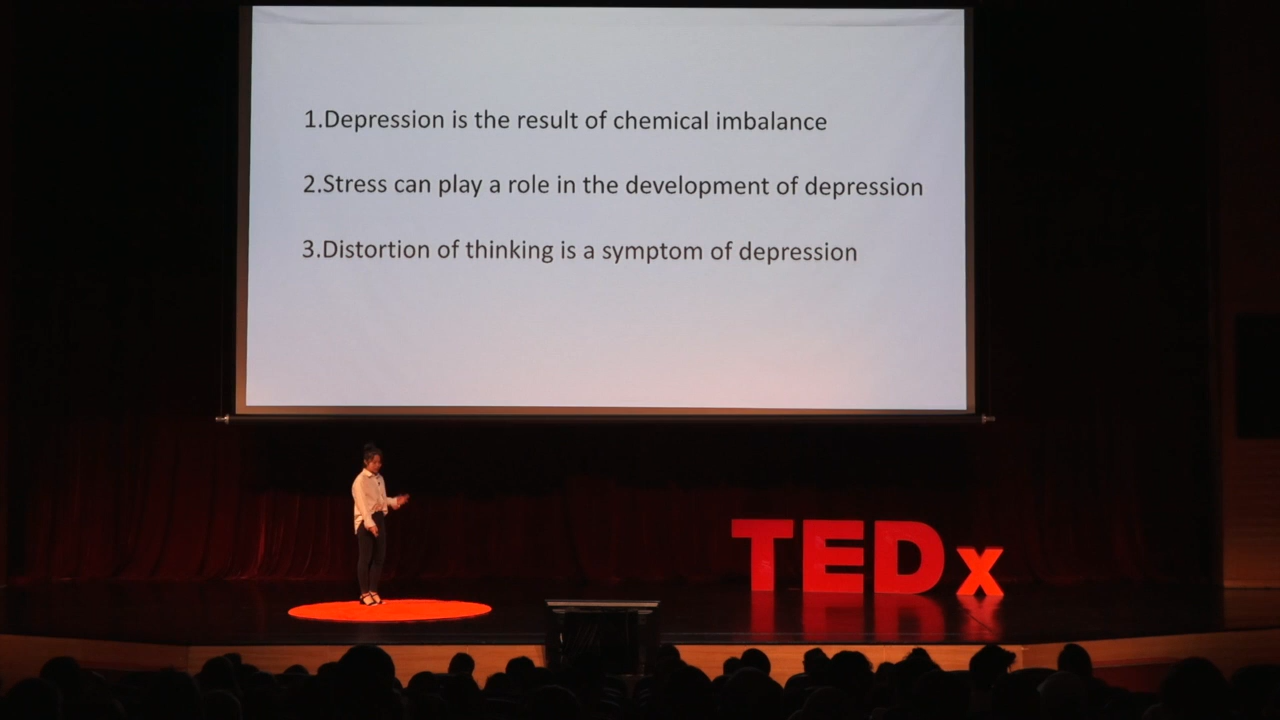 1.Depression is the result of chemical imbalance
2.Stress can play a role in the development of depression
3.Distortion of thinking is a symptom of depression
TEDx